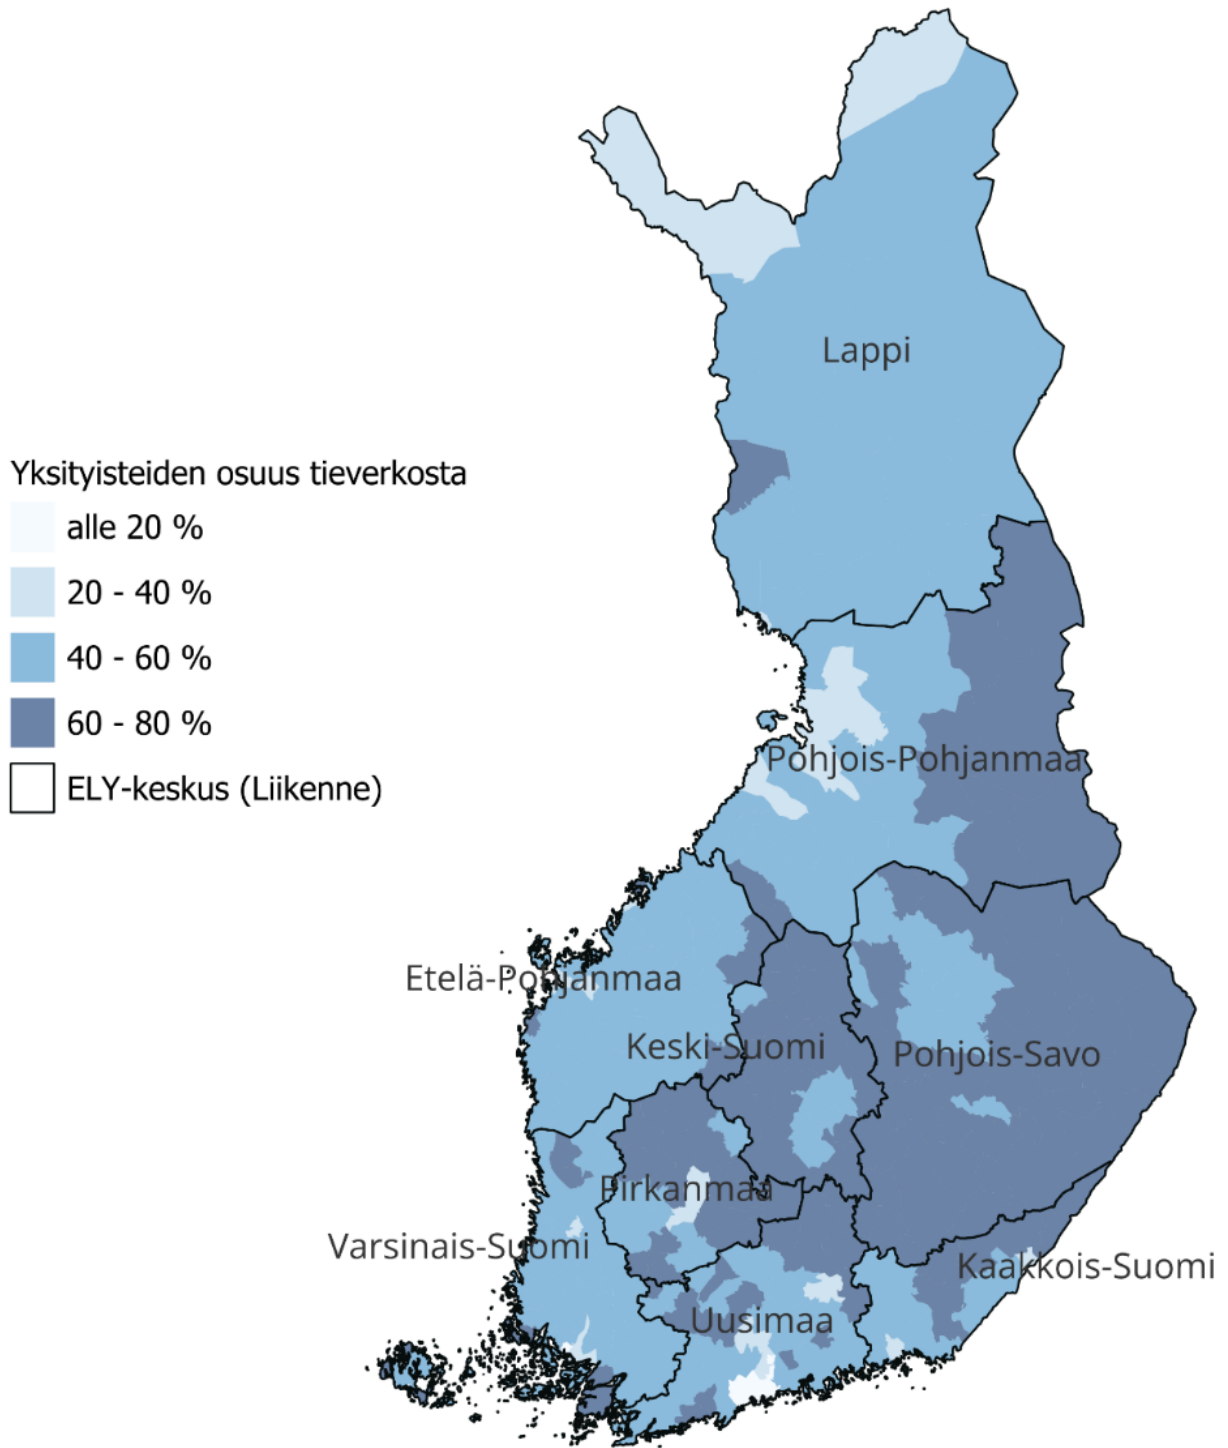 Lappi
Yksityisteiden osuus tieverkosta
alle 20 %
20 - 40 %
40 - 60 %
60 - 80 %
ELY-keskus (Liikenne)
Pohjois-Pohjanmaa
Etelä-Pohjanmaa
Keski-Suomi
Pohjois-Savo
Pirkanmaa
Varsinais-Suomi
Kaakkois-Suomi
Uusimaa